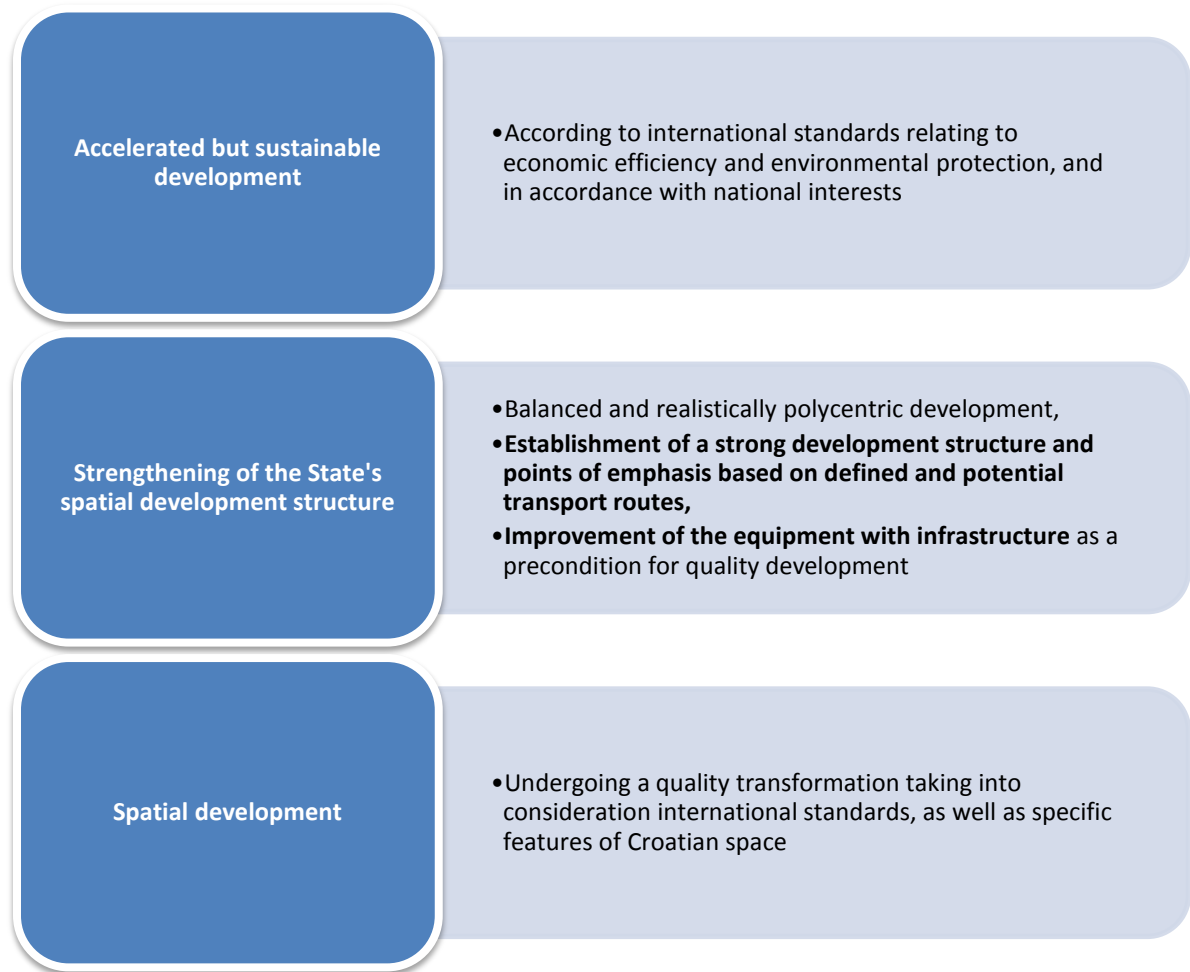 Accelerated but sustainable
development
•According to international standards relating to
economic efficiency and environmental protection, and
in accordance with national interests
Strengthening of the State's
spatial development structure
•Balanced and realistically polycentric development,
•Establishment of a strong development structure and
points of emphasis based on defined and potential
transport routes,
•Improvement of the equipment with infrastructure as a
precondition for quality development
Spatial development
•Undergoing a quality transformation taking into
consideration international standards, as well as specific
features of Croatian space